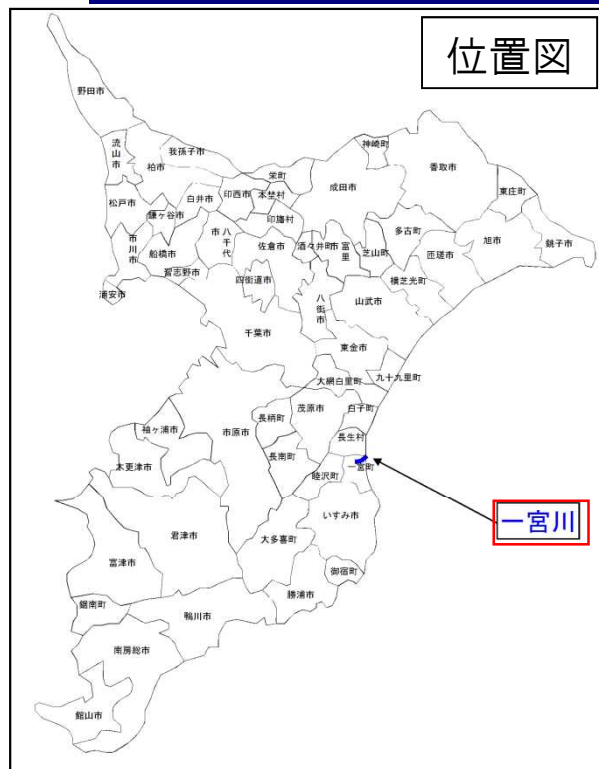 位置図
野田市
流山市
柏市
我孫子市
松戸市
鎌ヶ谷市
白井市
印西市
栄町
本埜村
印旛村
成田市
神崎町
香取市
東庄町
銚子市
旭市
匝瑳市
多古町
横芝光町
芝山町
富里市
酒々井町
佐倉市
八千代市
船橋市
市川市
習志野市
浦安市
四街道市
八街市
山武市
千葉市
東金市
大網白里町
九十九里町
白子町
茂原市
長柄町
長生村
市原市
袖ヶ浦市
木更津市
長南町
睦沢町
一宮町
一宮川
いすみ市
大多喜町
君津市
富津市
御宿町
勝浦市
鋸南町
鴨川市
南房総市
館山市